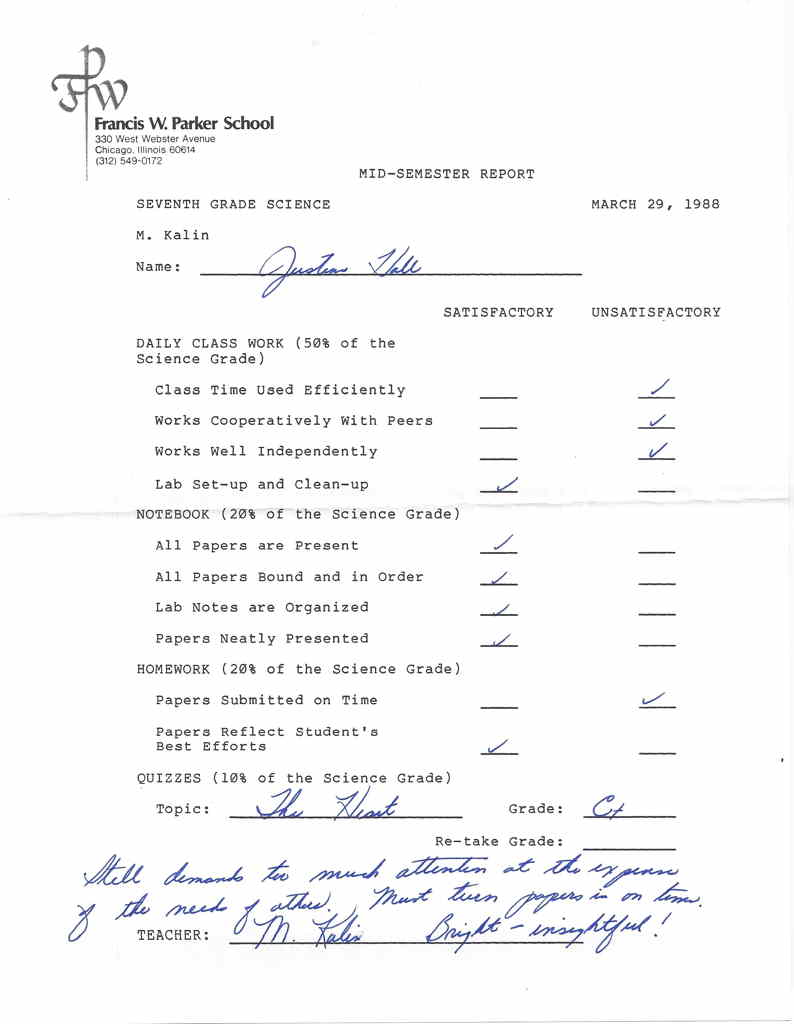 FPW
Francis W. Parker School
330 West Webster Avenue
Chicago, Illinois 60614
(312) 549-0172
MID-SEMESTER REPORT
SEVENTH GRADE SCIENCE MARCH 29, 1988
M. Kalin
Name: Justin Hall
SATISFACTORY UNSATISFACTORY
DAILY CLASS WORK (50% of the
Science Grade)
Class Time Used Efficiently ✓
Works Cooperatively With Peers ✓
Works Well Independently ✓
Lab Set-up and Clean-up ✓
NOTEBOOK (20% of the Science Grade)
All Papers are Present ✓
All Papers Bound and in Order ✓
Lab Notes are Organized ✓
Papers Neatly Presented ✓
HOMEWORK (20% of the Science Grade)
Papers Submitted on Time ✓
Papers Reflect Student's
Best Efforts ✓
QUIZZES (10% of the Science Grade)
Topic: The Heart Grade: C+
Re-take Grade:
Still demands too much attention at the expense
of the needs of others. Must turn papers in on time.
TEACHER: M. Kalin Bright - insightful!